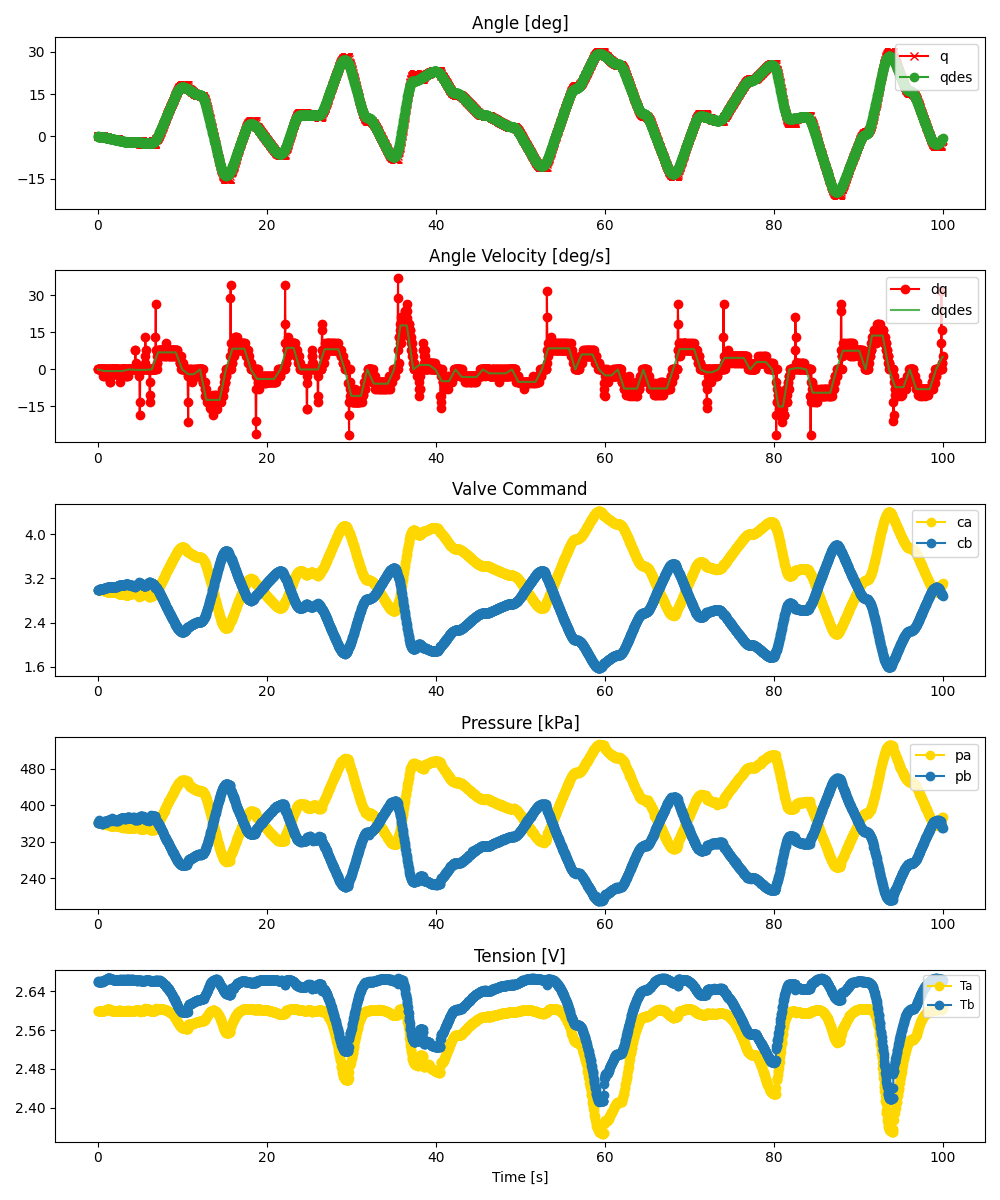 Angle [deg]
30
15
0
−15
q
qdes
0 20 40 60 80 100
Angle Velocity [deg/s]
30
15
0
−15
dq
dqdes
0 20 40 60 80 100
Valve Command
4.0
3.2
2.4
1.6
ca
cb
0 20 40 60 80 100
Pressure [kPa]
480
400
320
240
pa
pb
0 20 40 60 80 100
Tension [V]
2.64
2.56
2.48
2.40
Ta
Tb
0 20 40 60 80 100
Time [s]